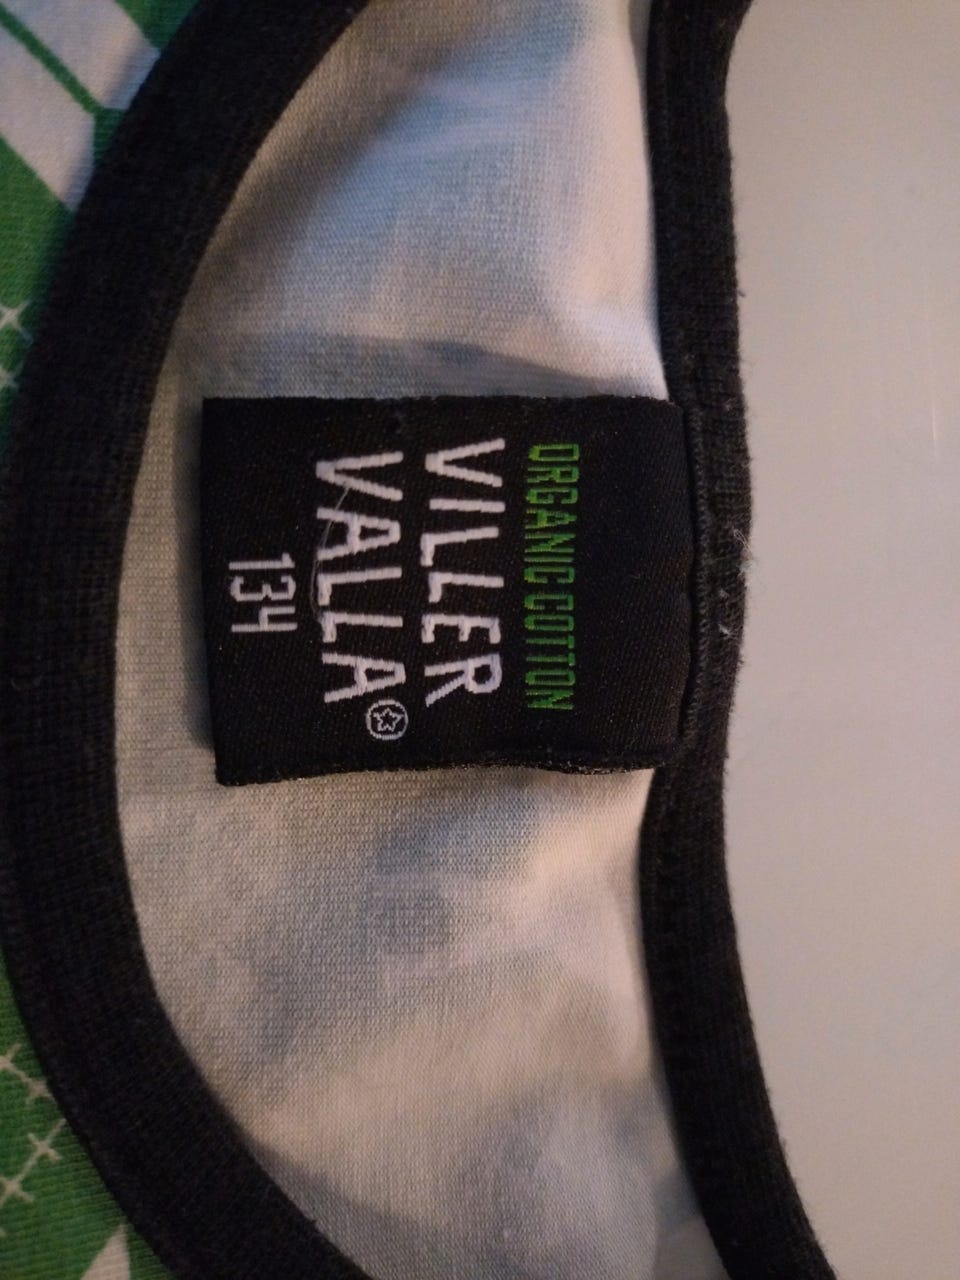 ORGANIC COTTON
VILLER
VALLA
134